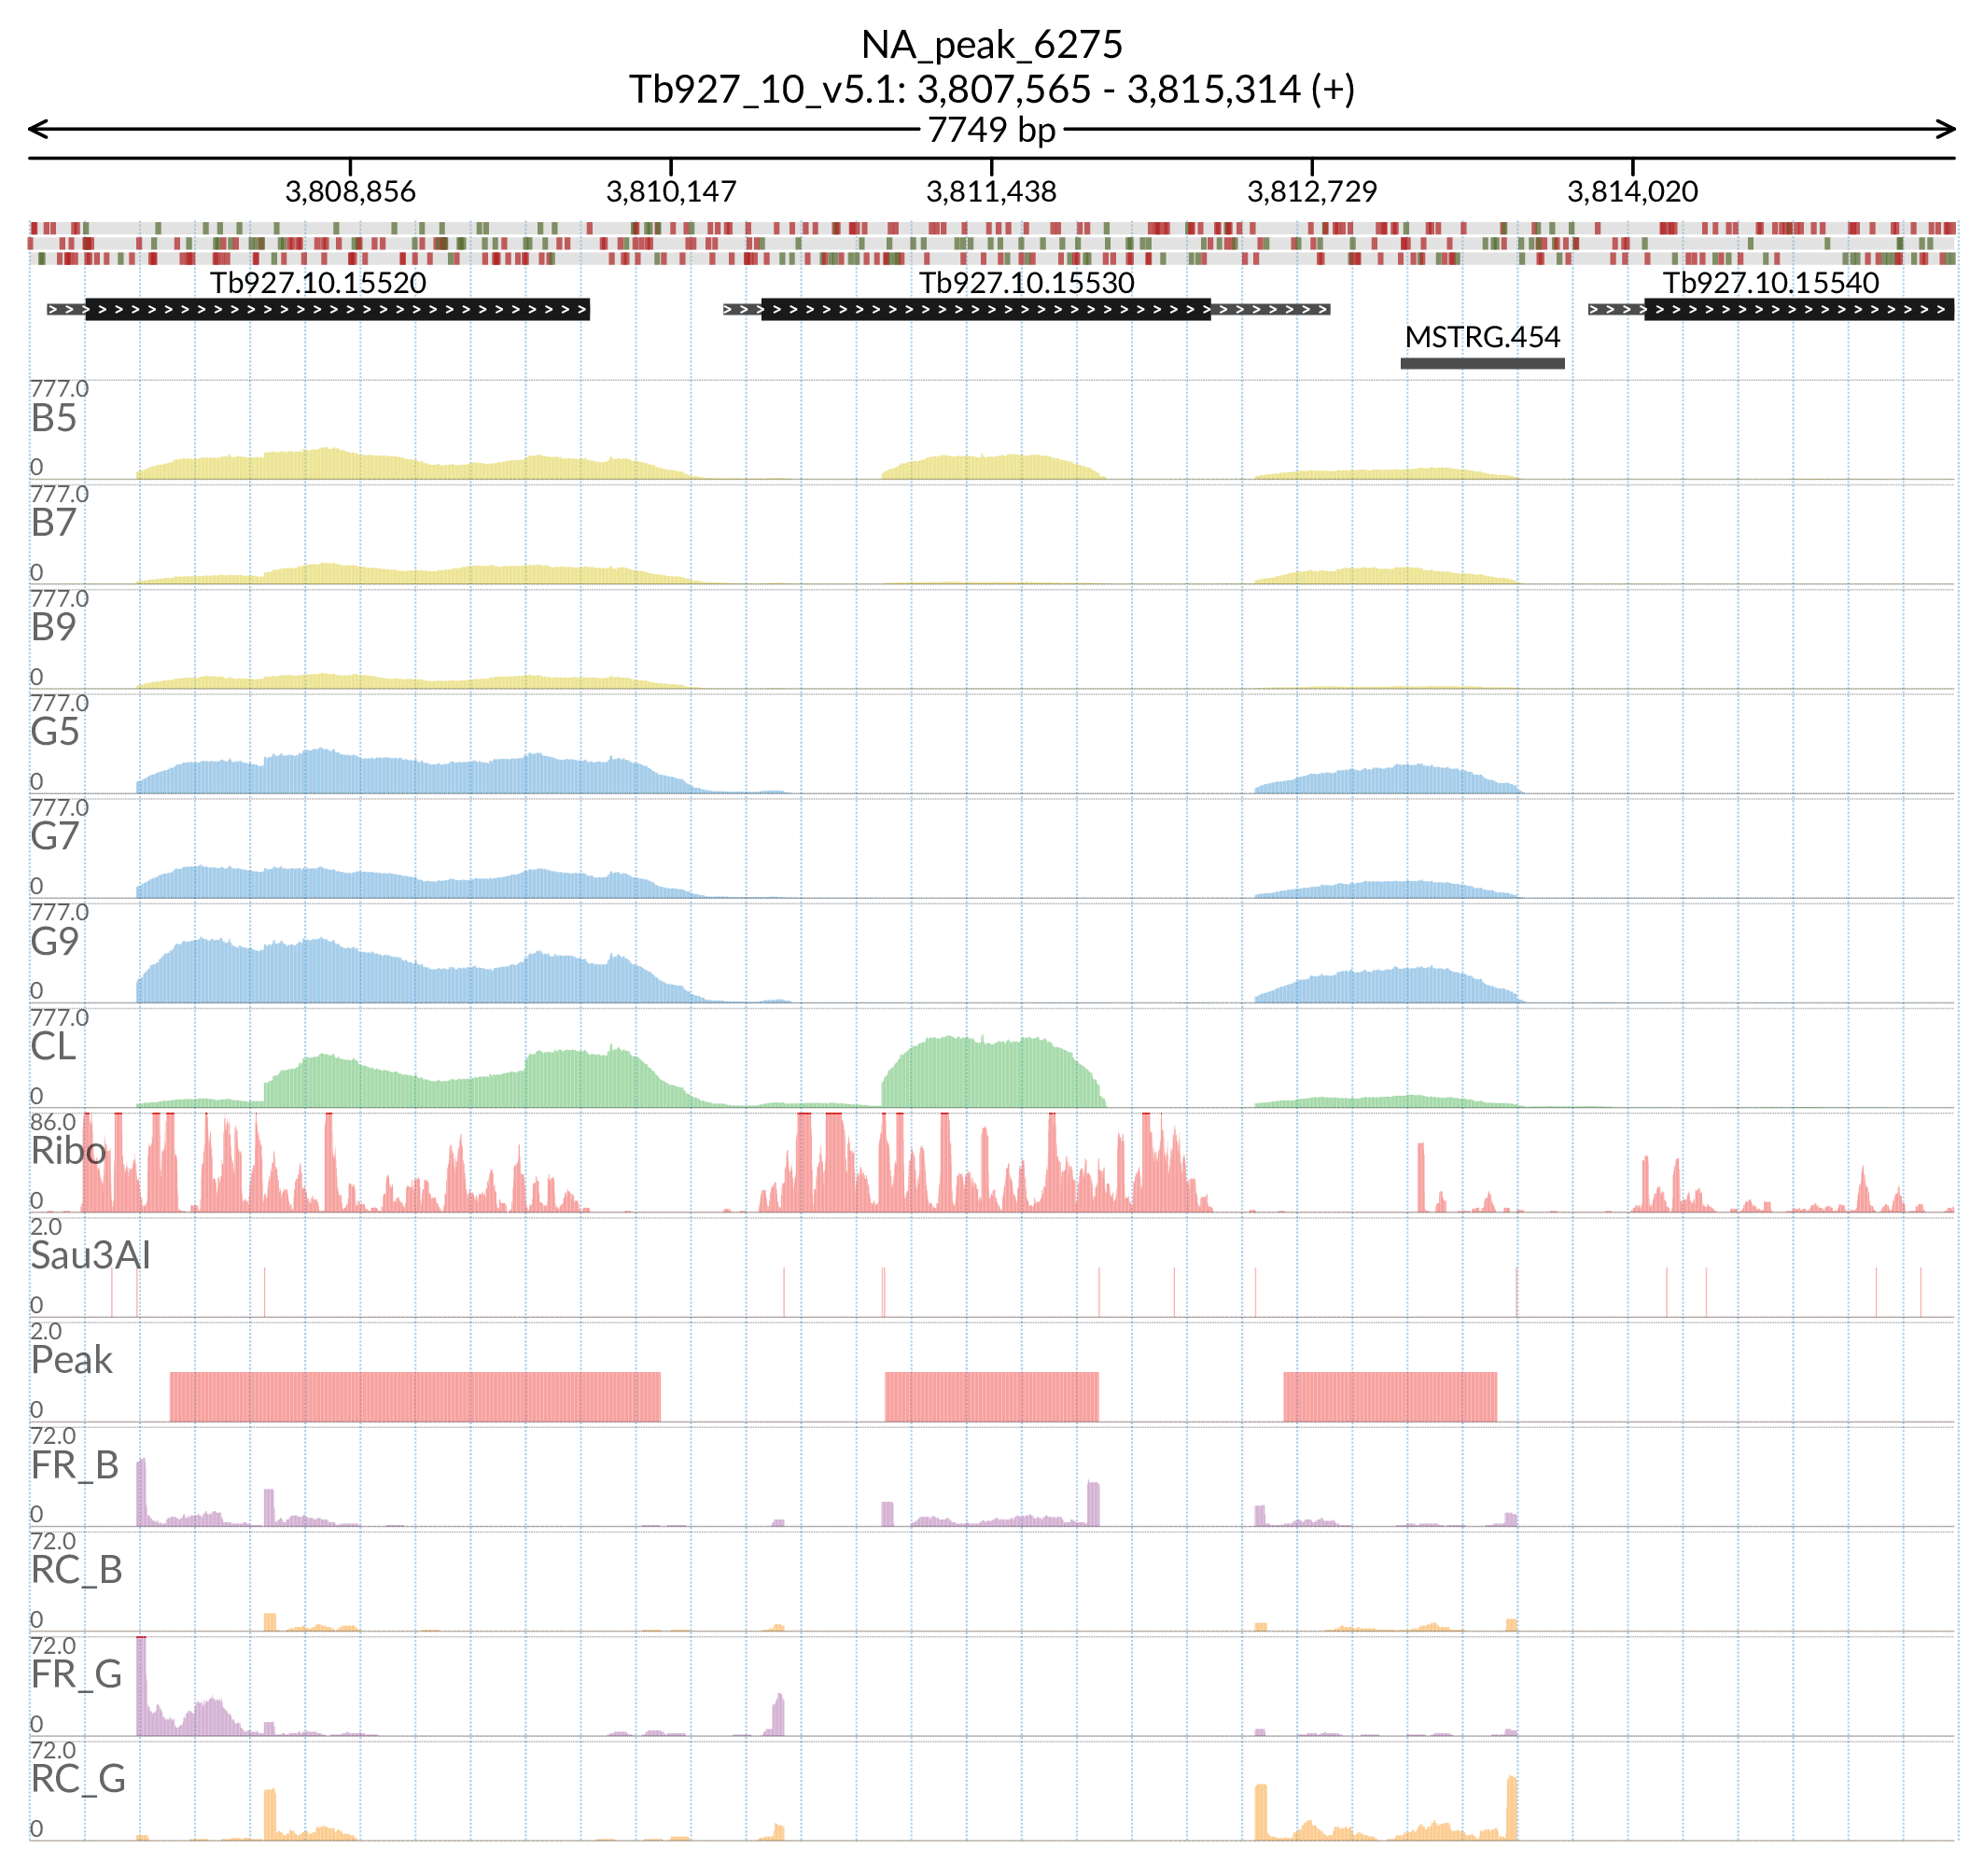 NA_peak_6275
Tb927_10_v5.1: 3,807,565 - 3,815,314 (+)
7749 bp
3,808,856 3,810,147 3,811,438 3,812,729 3,814,020
Tb927.10.15520 Tb927.10.15530 Tb927.10.15540
MSTRG.454
777.0
B5
0
777.0
B7
0
777.0
B9
0
777.0
G5
0
777.0
G7
0
777.0
G9
0
777.0
CL
0
86.0
Ribo
0
2.0
Sau3AI
0
2.0
Peak
0
72.0
FR_B
0
72.0
RC_B
0
72.0
FR_G
0
72.0
RC_G
0